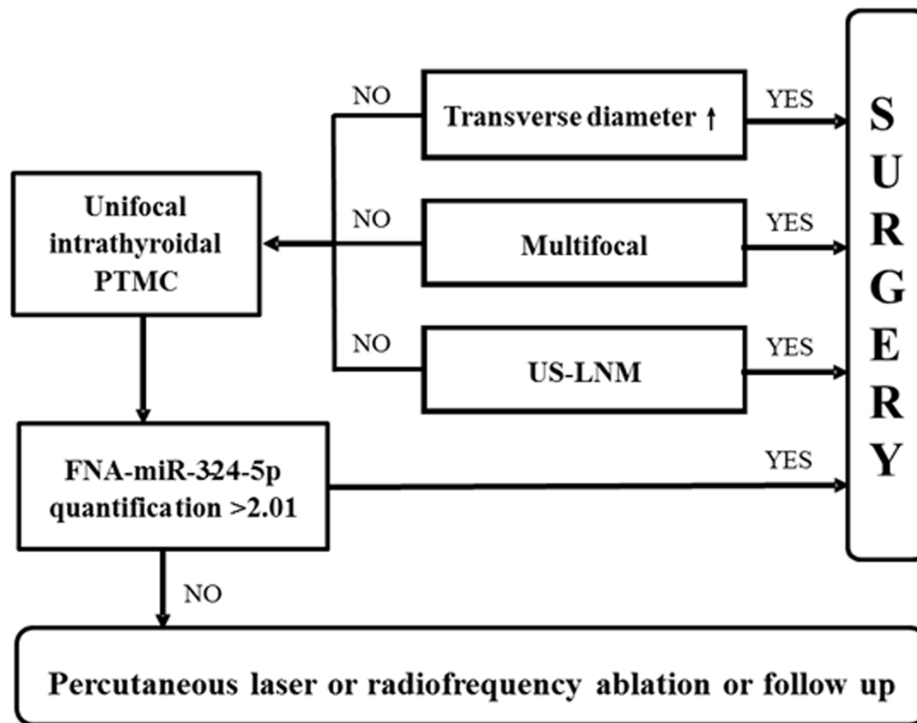 NO
Transverse diameter ↑
YES
Unifocal
intrathyroidal
PTMC
NO
Multifocal
YES
NO
US-LNM
YES
FNA-miR-324-5p
quantification >2.01
YES
SURGERY
NO
Percutaneous laser or radiofrequency ablation or follow up